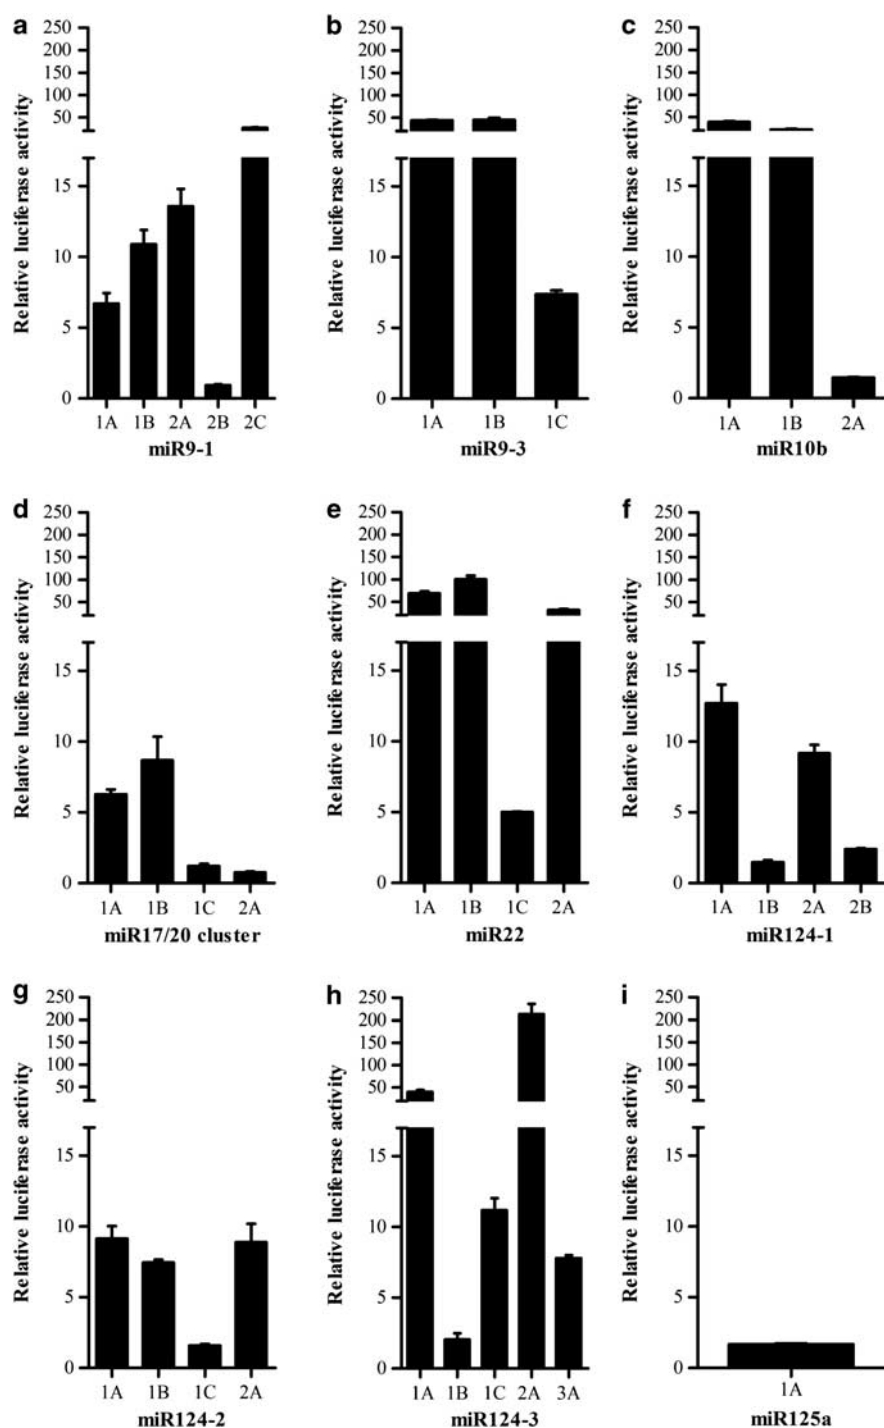 a
250
200
150
100
50
15
10
5
0
Relative luciferase activity
1A 1B 2A 2B 2C
miR9-1
b
250
200
150
100
50
15
10
5
0
Relative luciferase activity
1A 1B 1C
miR9-3
c
250
200
150
100
50
15
10
5
0
Relative luciferase activity
1A 1B 2A
miR10b
d
250
200
150
100
50
15
10
5
0
Relative luciferase activity
1A 1B 1C 2A
miR17/20 cluster
e
250
200
150
100
50
15
10
5
0
Relative luciferase activity
1A 1B 1C 2A
miR22
f
250
200
150
100
50
15
10
5
0
Relative luciferase activity
1A 1B 2A 2B
miR124-1
g
250
200
150
100
50
15
10
5
0
Relative luciferase activity
1A 1B 1C 2A
miR124-2
h
250
200
150
100
50
15
10
5
0
Relative luciferase activity
1A 1B 1C 2A 3A
miR124-3
i
250
200
150
100
50
15
10
5
0
Relative luciferase activity
1A
miR125a